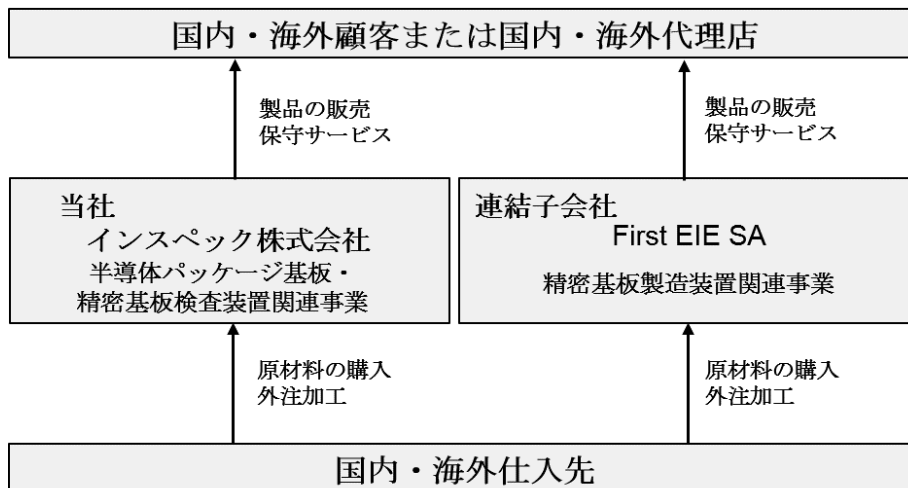 国内・海外顧客または国内・海外代理店
製品の販売
保守サービス
製品の販売
保守サービス
当社
インスペック株式会社
半導体パッケージ基板・
精密基板検査装置関連事業
連結子会社
First EIE SA
精密基板製造装置関連事業
原材料の購入
外注加工
原材料の購入
外注加工
国内・海外仕入先